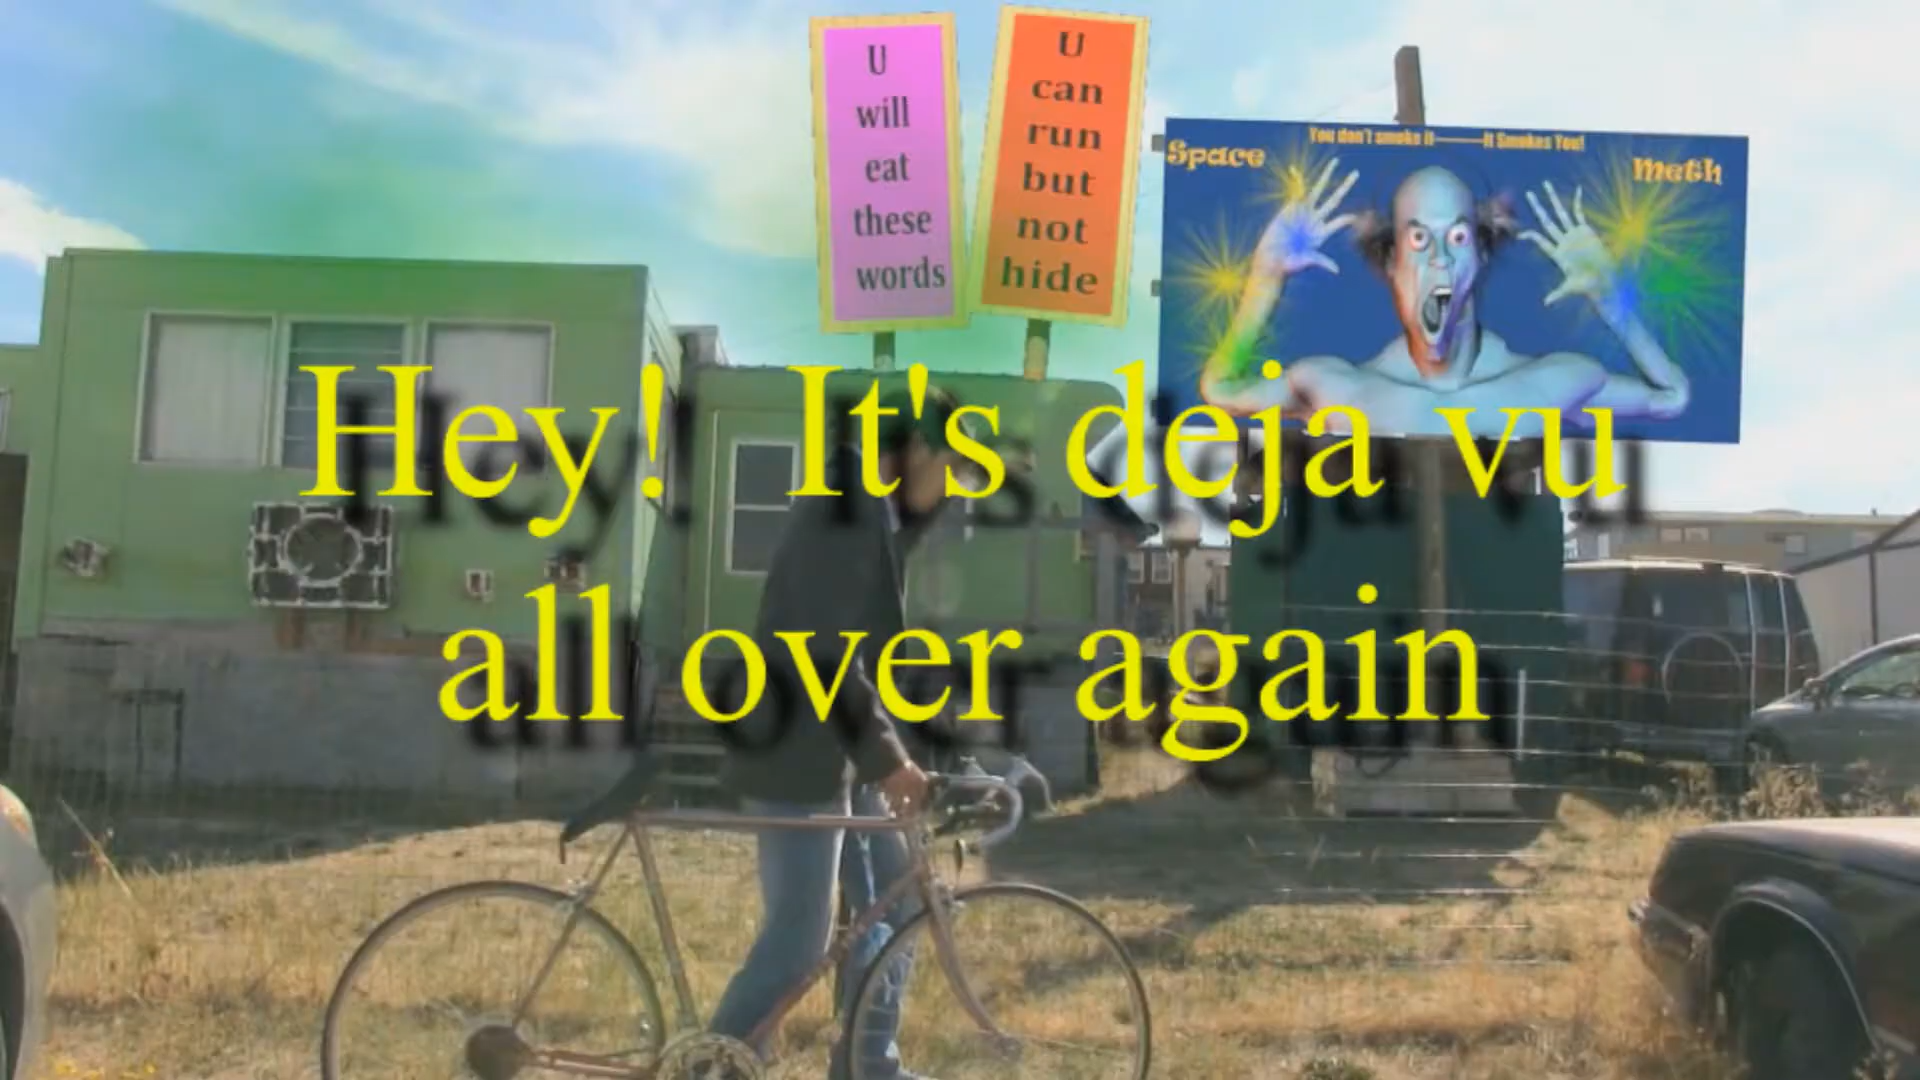 U
will
eat
these
words
U
can
run
but
not
hide
You don't smoke it———It Smokes You!
Space
Meth
Hey! It's deja vu
all over again